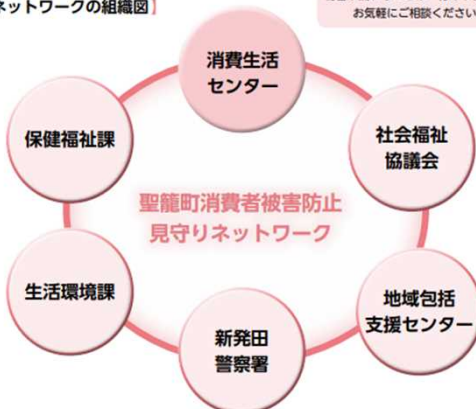 ネットワークの組織図】
お気軽にご相談ください
消費生活
センター
保健福祉課
社会福祉
協議会
聖籠町消費者被害防止
見守りネットワーク
生活環境課
地域包括
支援センター
新発田
警察署